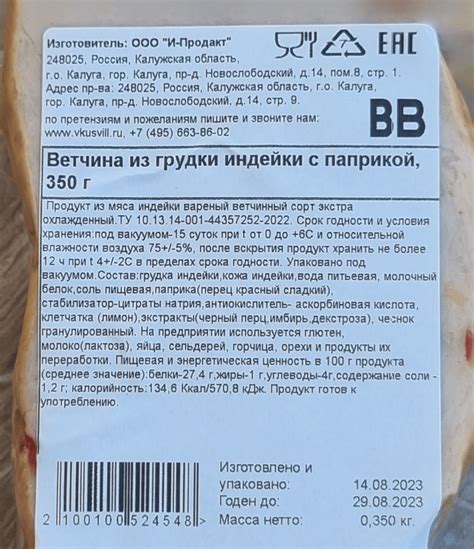 Изготовитель: ООО "И-Продакт"
248025, Россия, Калужская область,
г.о. Калуга, гор. Калуга, пр-д. Новослободский, д.14, пом.8, стр. 1.
Адрес пр-ва: 248025, Россия, Калужская область, г.о. Калуга,
гор. Калуга, пр-д. Новослободский, д.14, стр. 9.
по претензиям и пожеланиям пишите и звоните нам:
www.vkusvill.ru, +7 (495) 663-86-02
EAC
ВВ
Ветчина из грудки индейки с паприкой,
350 г
Продукт из мяса индейки вареный ветчинный сорт экстра
охлажденный.ТУ 10.13.14-001-44357252-2022. Срок годности и условия
хранения:под вакуумом-15 суток при t от 0 до +6С и относительной
влажности воздуха 75+/-5%, после вскрытия продукт хранить не более
12 ч при t 4+/-2С в пределах срока годности. Упаковано под
вакуумом.Состав:грудка индейки,кожа индейки,вода питьевая, молочный
белок,соль пищевая,паприка(перец красный сладкий),
стабилизатор-цитраты натрия,антиокислитель- аскорбиновая кислота,
клетчатка (лимон),экстракты(черный перц,имбирь,декстроза), чеснок
гранулированный. На предприятии используется глютен,
молоко(лактоза), яйца, сельдерей, горчица, орехи и продукты их
переработки. Пищевая и энергетическая ценность в 100 г продукта
(среднее значение):белки-27,4 г,жиры-1 г,углеводы-4г,содержание соли -
1,2 г; калорийность:134,6 Ккал/570,8 кДж. Продукт готов к
употреблению.
Изготовлено и
упаковано: 14.08.2023
Годен до: 29.08.2023
Масса нетто: 0,350 кг.
2 100100 524548